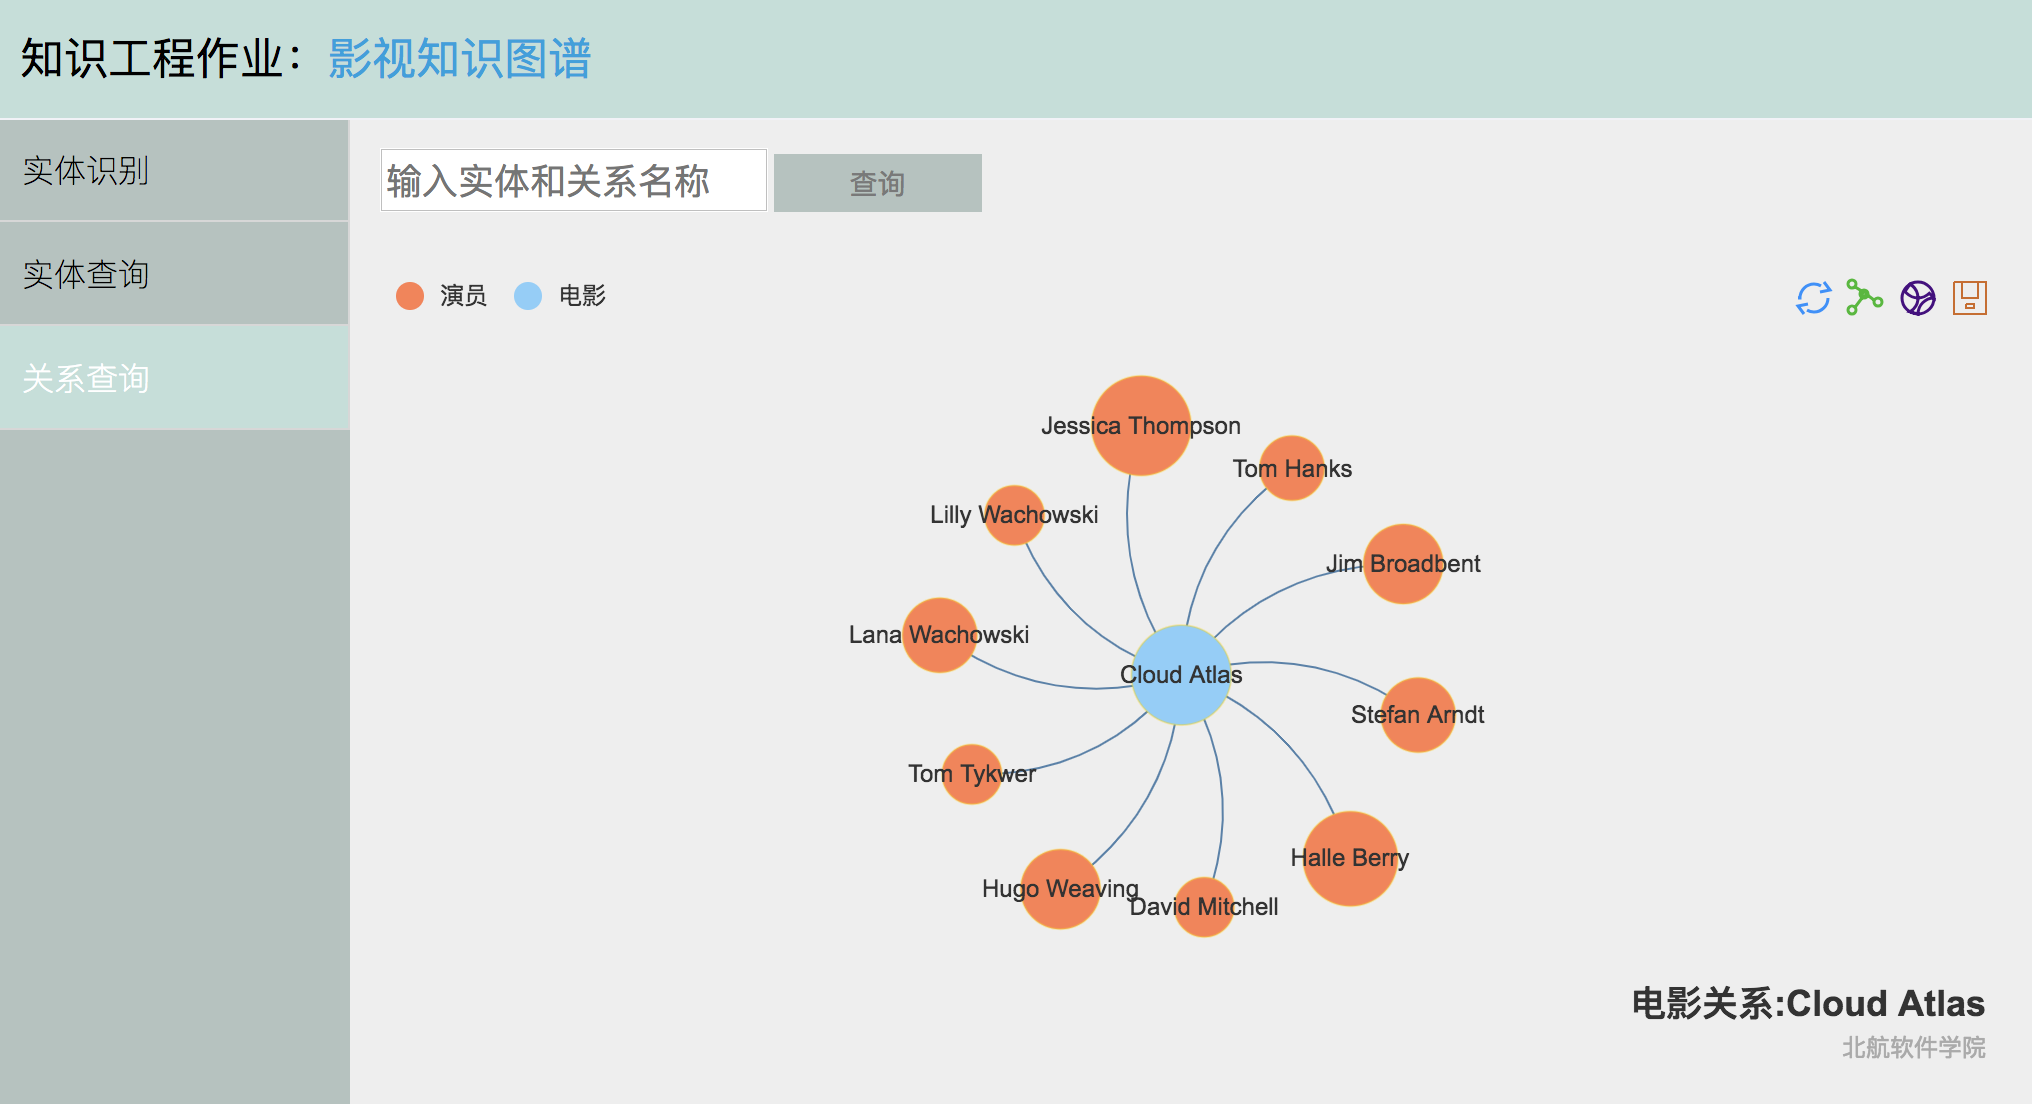 知识工程作业：影视知识图谱
实体识别
实体查询
关系查询
输入实体和关系名称
查询
演员
电影
Jessica Thompson
Tom Hanks
Lilly Wachowski
Jim Broadbent
Lana Wachowski
Cloud Atlas
Stefan Arndt
Tom Tykwer
Halle Berry
Hugo Weaving
David Mitchell
电影关系:Cloud Atlas
北航软件学院